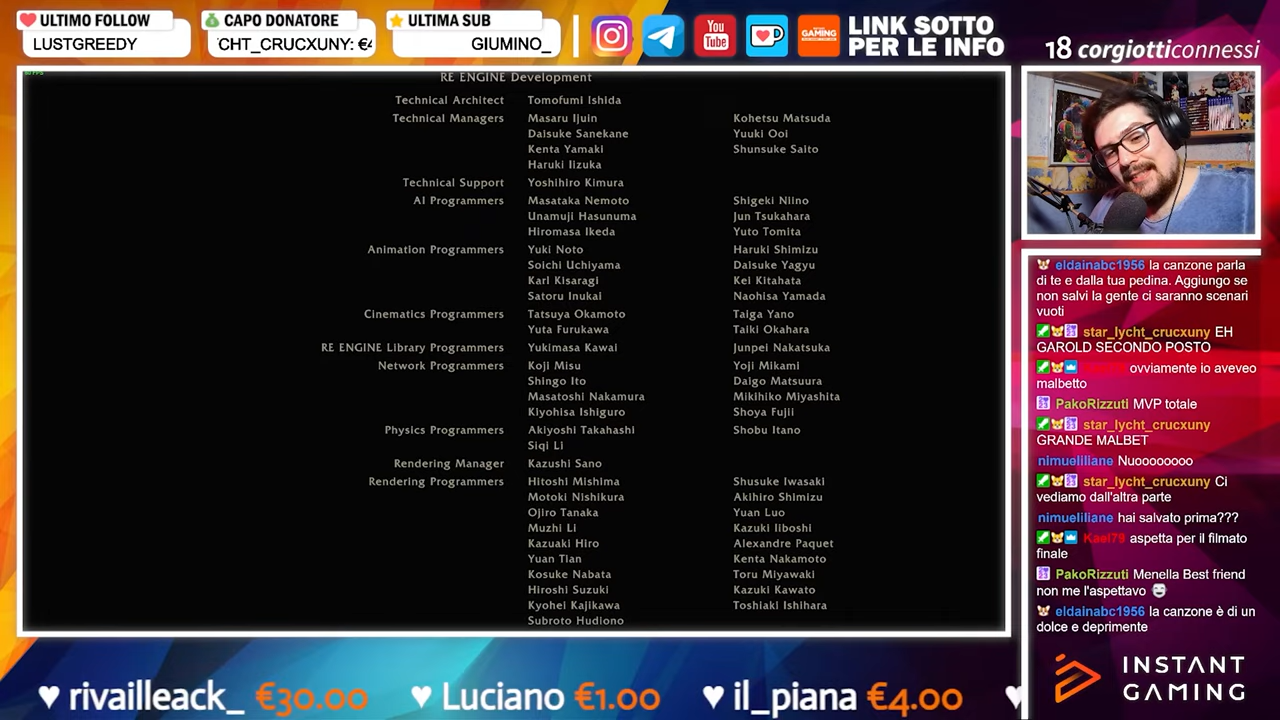 ULTIMO FOLLOW
LUSTGREEDY
CAPO DONATORE
CHT_CRUCXUNY: €
ULTIMA SUB
GIUMINO_
You
Tube
INSTANT
GAMING
LINK SOTTO
PER LE INFO
18 corgiotticonnessi
RE ENGINE Development
Technical Architect Tomofumi Ishida
Technical Managers Masaru Ijuin Kohetsu Matsuda
Daisuke Sanekane Yuuki Ooi
Kenta Yamaki Shunsuke Saito
Haruki Iizuka
Technical Support Yoshihiro Kimura
AI Programmers Masataka Nemoto Shigeki Niino
Unamuji Hasunuma Jun Tsukahara
Hiromasa Ikeda Yuto Tomita
Animation Programmers Yuki Noto Haruki Shimizu
Soichi Uchiyama Daisuke Yagyu
Kari Kisaragi Kei Kitahata
Satoru Inukai Naohisa Yamada
Cinematics Programmers Tatsuya Okamoto Taiga Yano
Yuta Furukawa Taiki Okahara
RE ENGINE Library Programmers Yukimasa Kawai Junpei Nakatsuka
Network Programmers Koji Misu Yoji Mikami
Shingo Ito Daigo Matsuura
Masatoshi Nakamura Mikihiko Miyashita
Kiyohisa Ishiguro Shoya Fujii
Physics Programmers Akiyoshi Takahashi Shobu Itano
Siqi Li
Rendering Manager Kazushi Sano
Rendering Programmers Hitoshi Mishima Shusuke Iwasaki
Motoki Nishikura Akihiro Shimizu
Ojiro Tanaka Yuan Luo
Muzhi Li Kazuki Iiboshi
Kazuaki Hiro Alexandre Paquet
Yuan Tian Kenta Nakamoto
Kosuke Nabata Toru Miyawaki
Hiroshi Suzuki Kazuki Kawato
Kyohei Kajikawa Toshiaki Ishihara
Subroto Hudiono
eldainabc1956 la canzone parla
di te e dalla tua pedina. Aggiungo se
non salvi la gente ci saranno scenari
vuoti
star_lycht_crucxuny EH
GAROLD SECONDO POSTO
ovviamente io aveveo
malbetto
PakoRizzuti MVP totale
star_lycht_crucxuny
GRANDE MALBET
nimueliliane Nuoooooooo
star_lycht_crucxuny Ci
vediamo dall'altra parte
nimueliliane hai salvato prima???
Kael79 aspetta per il filmato
finale
PakoRizzuti Menella Best friend
non me l'aspettavo
eldainabc1956 la canzone è di un
dolce e deprimente
INSTANT
GAMING
♥ rivailleack_ €30.00 ♥ Luciano €1.00 ♥ il_piana €4.00 ♥